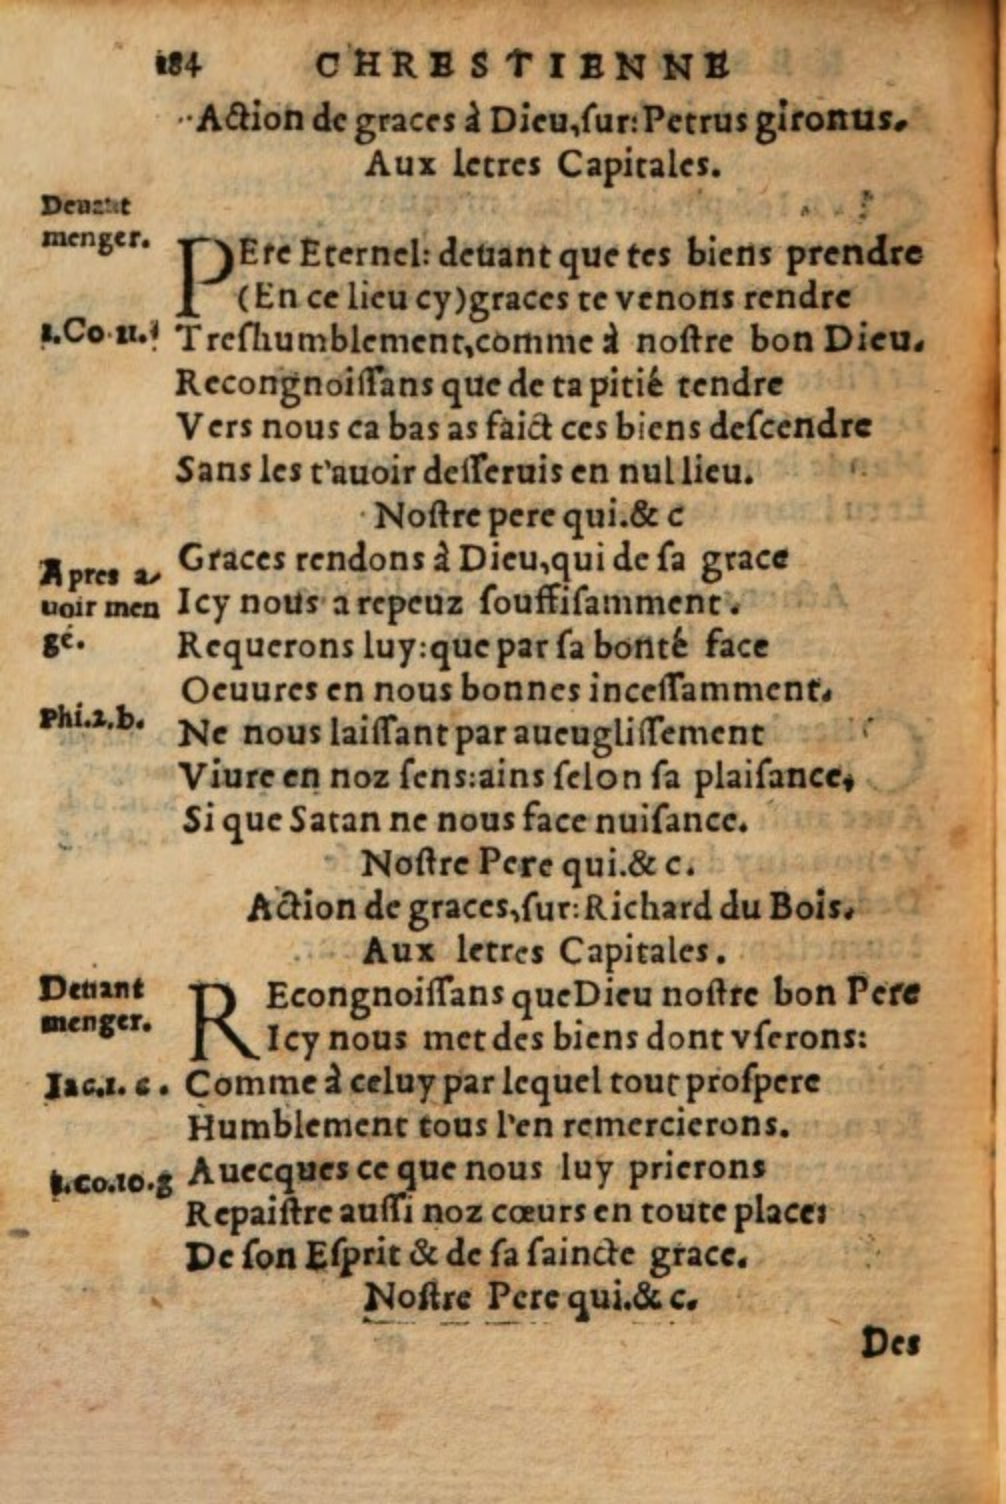 184 CHRESTIENNE
Action de graces à Dieu,ſur: Petrus gironus.
Aux letres Capitales.
Deuant
menger.
PEre Eternel: deuant que tes biens prendre
(En ce lieu cy) graces te venons rendre
1.Co.11.
Treſhumblement, comme à noſtre bon Dieu.
Recongnoiſſans que de ta pitié tendre
Vers nous ca bas as faict ces biens deſcendre
Sans les t'auoir deſſeruis en nul lieu.
Noſtre pere qui.& c
Graces rendons à Dieu, qui de ſa grace
Apres a-
uoir men
gé.
Icy nous a repeuz ſouffiſamment.
Requerons luy: que par ſa bonté face
Oeuures en nous bonnes inceſſamment.
Phi.2.b.
Ne nous laiſſant par aueugliſſement
Viure en noz ſens: ains ſelon ſa plaiſance,
Si que Satan ne nous face nuiſance.
Noſtre Pere qui.& c.
Action de graces, ſur: Richard du Bois.
Aux letres Capitales.
Deuant
menger.
REcongnoiſſans que Dieu noſtre bon Pere
Icy nous met des biens dont vſerons:
Jac.1. c.
Comme à celuy par lequel tout proſpere
Humblement tous l'en remercierons.
1.co.10.g
Auecques ce que nous luy prierons
Repaiſtre auſſi noz cœurs en toute place:
De ſon Eſprit & de ſa ſaincte grace.
Noſtre Pere qui.& c.
Des